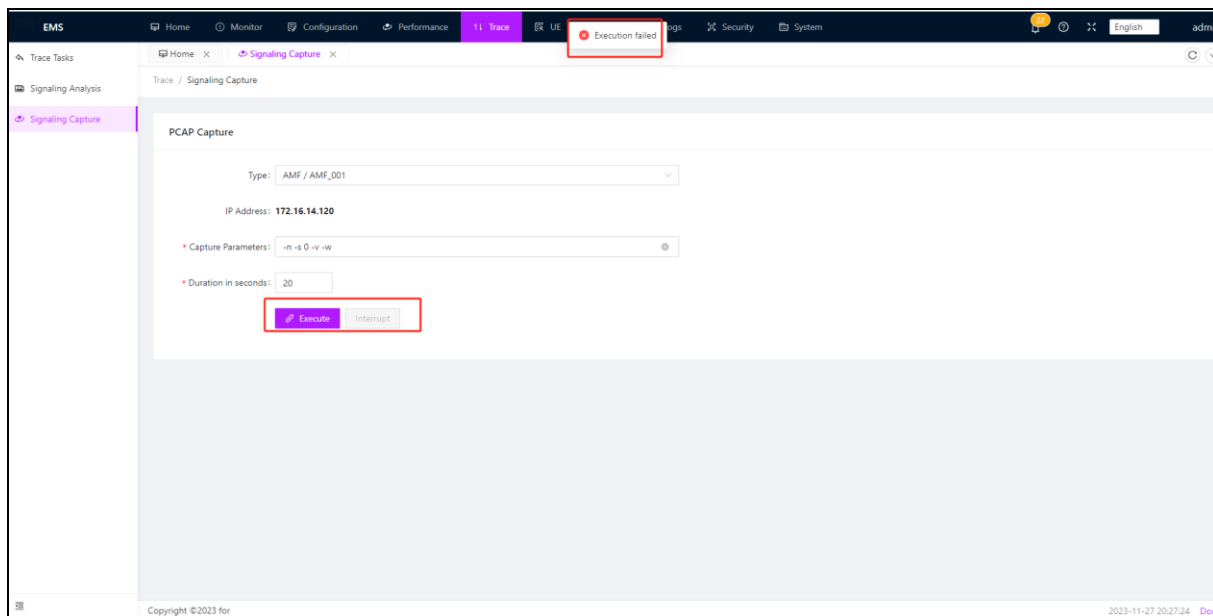 EMS Home Monitor Configuration Performance Trace UE ogs Security System 22 English adm
Execution failed
Trace Tasks
Home Signaling Capture
Trace / Signaling Capture
Signaling Analysis
Signaling Capture
PCAP Capture
Type: AMF / AMF_001
IP Address: 172.16.14.120
* Capture Parameters: -n -s 0 -v -w
* Duration in seconds: 20
Execute Interrupt
Copyright ©2023 for 2023-11-27 20:27:24 Do